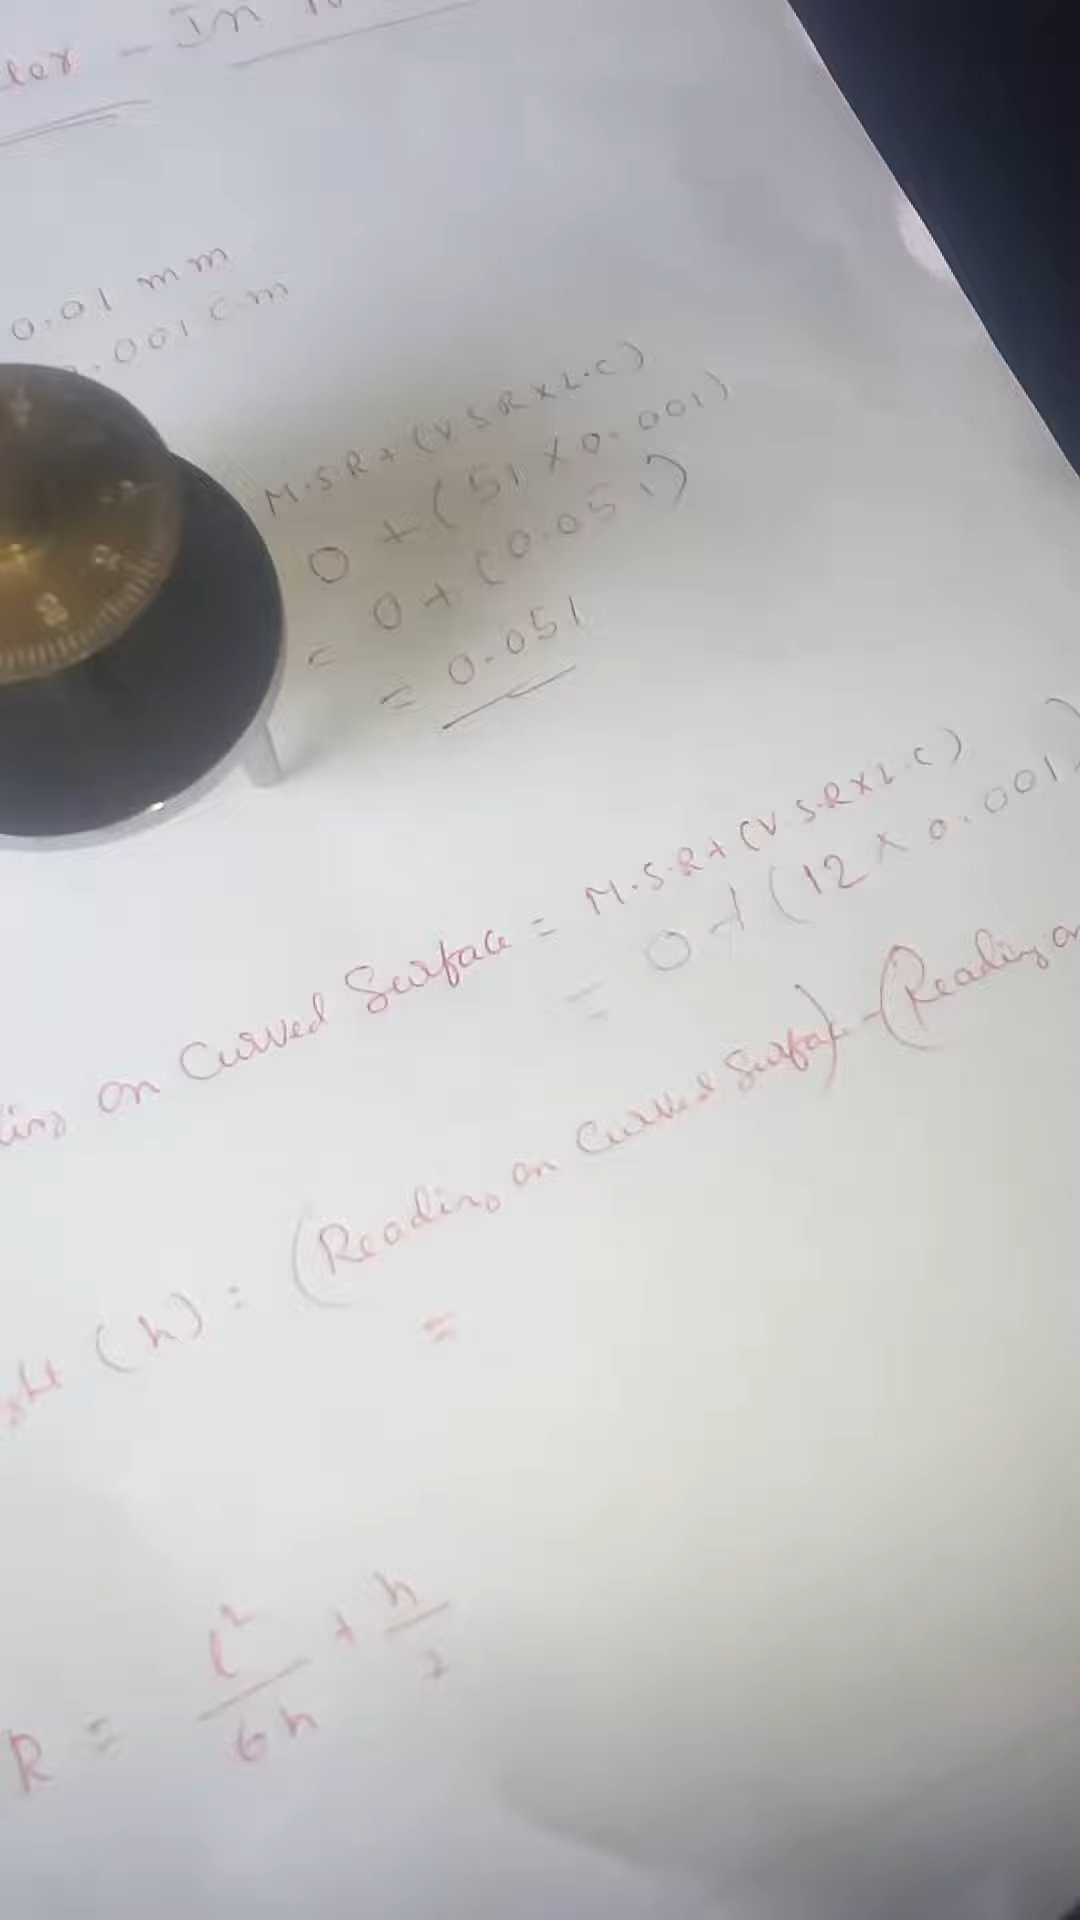 - In
0.01 mm
.001 cm
M.S.R + (V.S.R X L.C)
0 + (51 X 0.001)
= 0 + (0.051)
= 0.051
on Curved Surface = M.S.R + (V.S.R X L.C)
= 0 + (12 X 0.001)
(h) = (Reading on Curved Surface) - (Reading on
=
R = l² / 6h + h / 2